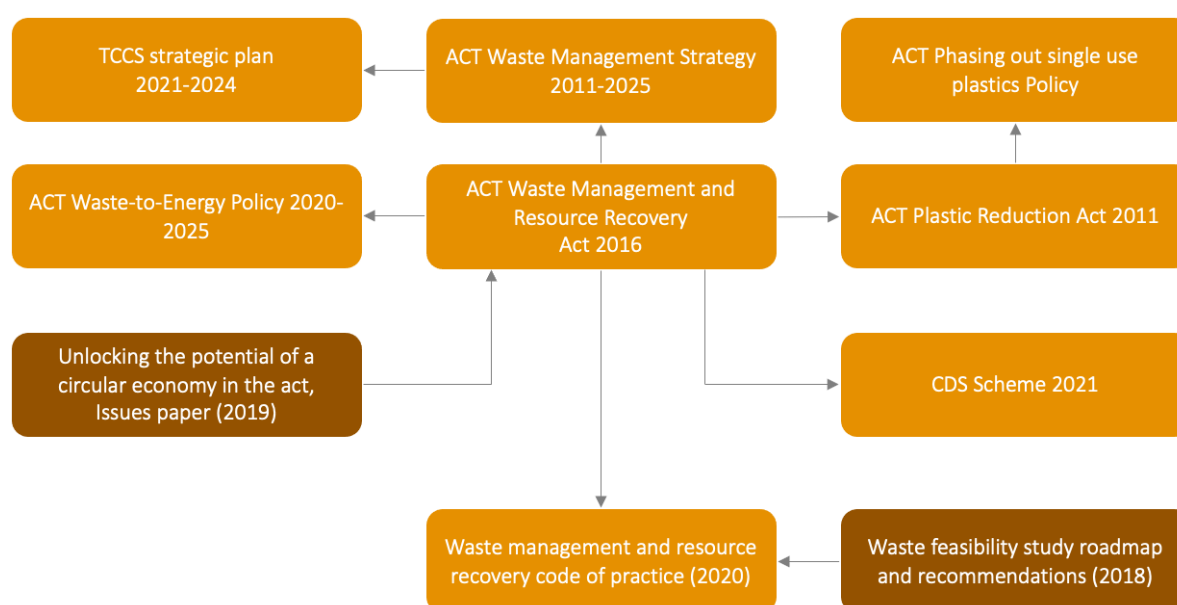 TCCS strategic plan
2021-2024
ACT Waste Management Strategy
2011-2025
ACT Phasing out single use
plastics Policy
ACT Waste-to-Energy Policy 2020-
2025
ACT Waste Management and
Resource Recovery
Act 2016
ACT Plastic Reduction Act 2011
Unlocking the potential of a
circular economy in the act,
Issues paper (2019)
CDS Scheme 2021
Waste management and resource
recovery code of practice (2020)
Waste feasibility study roadmap
and recommendations (2018)